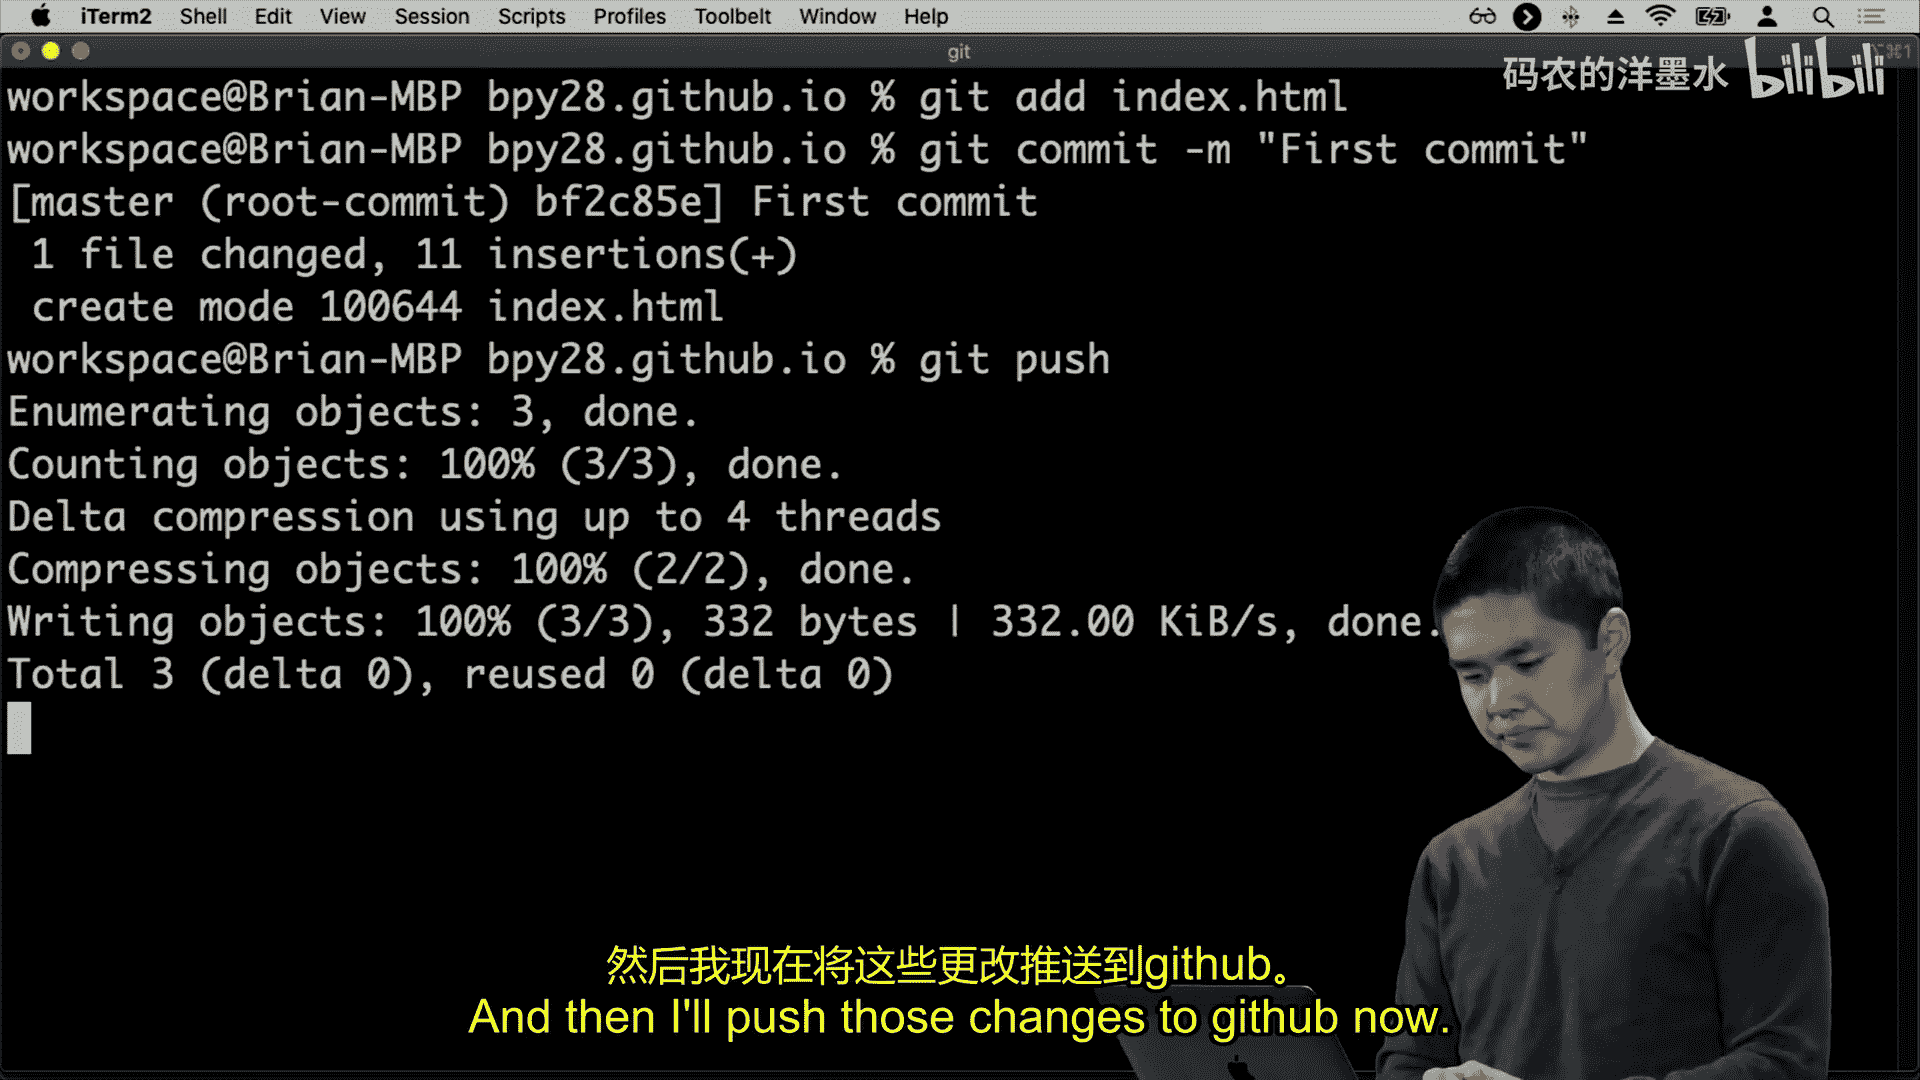 iTerm2 Shell Edit View Session Scripts Profiles Toolbelt Window Help
git
⌘1
码农的洋墨水 bilibili
workspace@Brian-MBP bpy28.github.io % git add index.html
workspace@Brian-MBP bpy28.github.io % git commit -m "First commit"
[master (root-commit) bf2c85e] First commit
1 file changed, 11 insertions(+)
create mode 100644 index.html
workspace@Brian-MBP bpy28.github.io % git push
Enumerating objects: 3, done.
Counting objects: 100% (3/3), done.
Delta compression using up to 4 threads
Compressing objects: 100% (2/2), done.
Writing objects: 100% (3/3), 332 bytes | 332.00 KiB/s, done.
Total 3 (delta 0), reused 0 (delta 0)
然后我现在将这些更改推送到github。
And then I'll push those changes to github now.